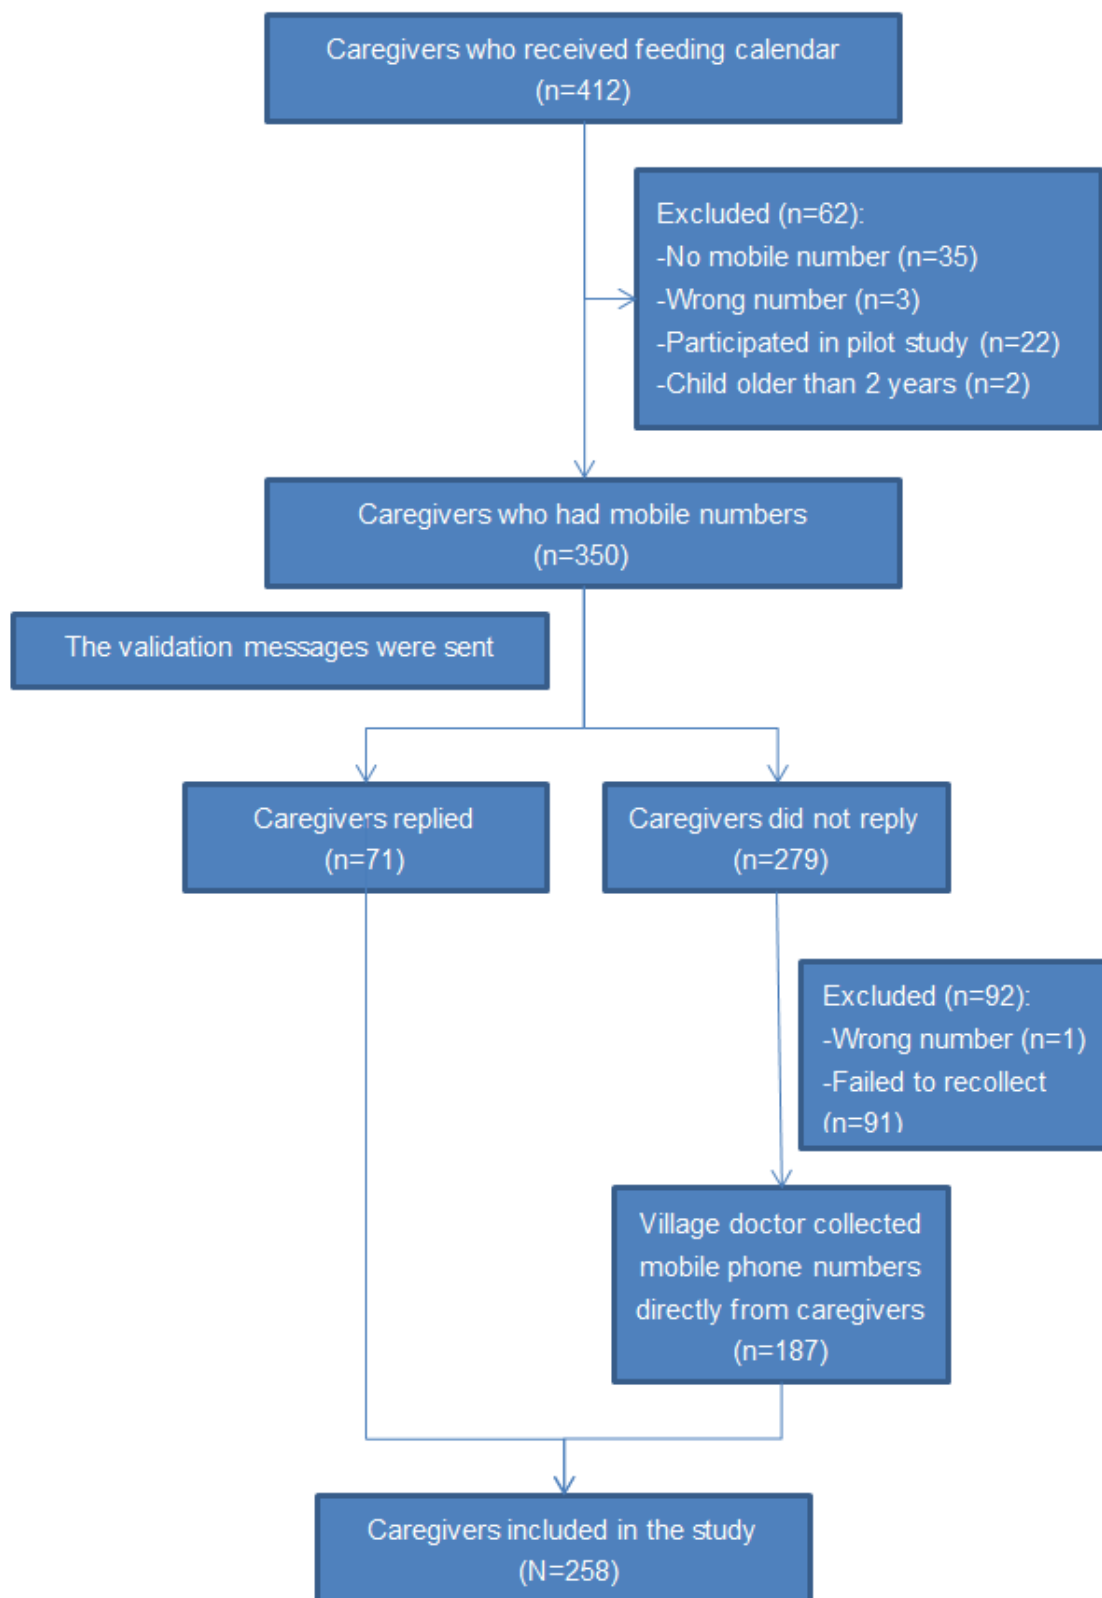 Caregivers who received feeding calendar
(n=412)
Excluded (n=62):
-No mobile number (n=35)
-Wrong number (n=3)
-Participated in pilot study (n=22)
-Child older than 2 years (n=2)
Caregivers who had mobile numbers
(n=350)
The validation messages were sent
Caregivers replied
(n=71)
Caregivers did not reply
(n=279)
Excluded (n=92):
-Wrong number (n=1)
-Failed to recollect
(n=91)
Village doctor collected
mobile phone numbers
directly from caregivers
(n=187)
Caregivers included in the study
(N=258)